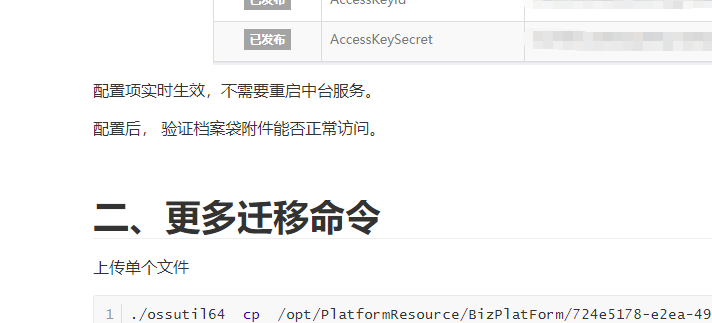 已发布 AccessKeyId
已发布 AccessKeySecret
配置项实时生效，不需要重启中台服务。
配置后， 验证档案袋附件能否正常访问。
二、更多迁移命令
上传单个文件
1 ./ossutil64 cp /opt/PlatformResource/BizPlatForm/724e5178-e2ea-49